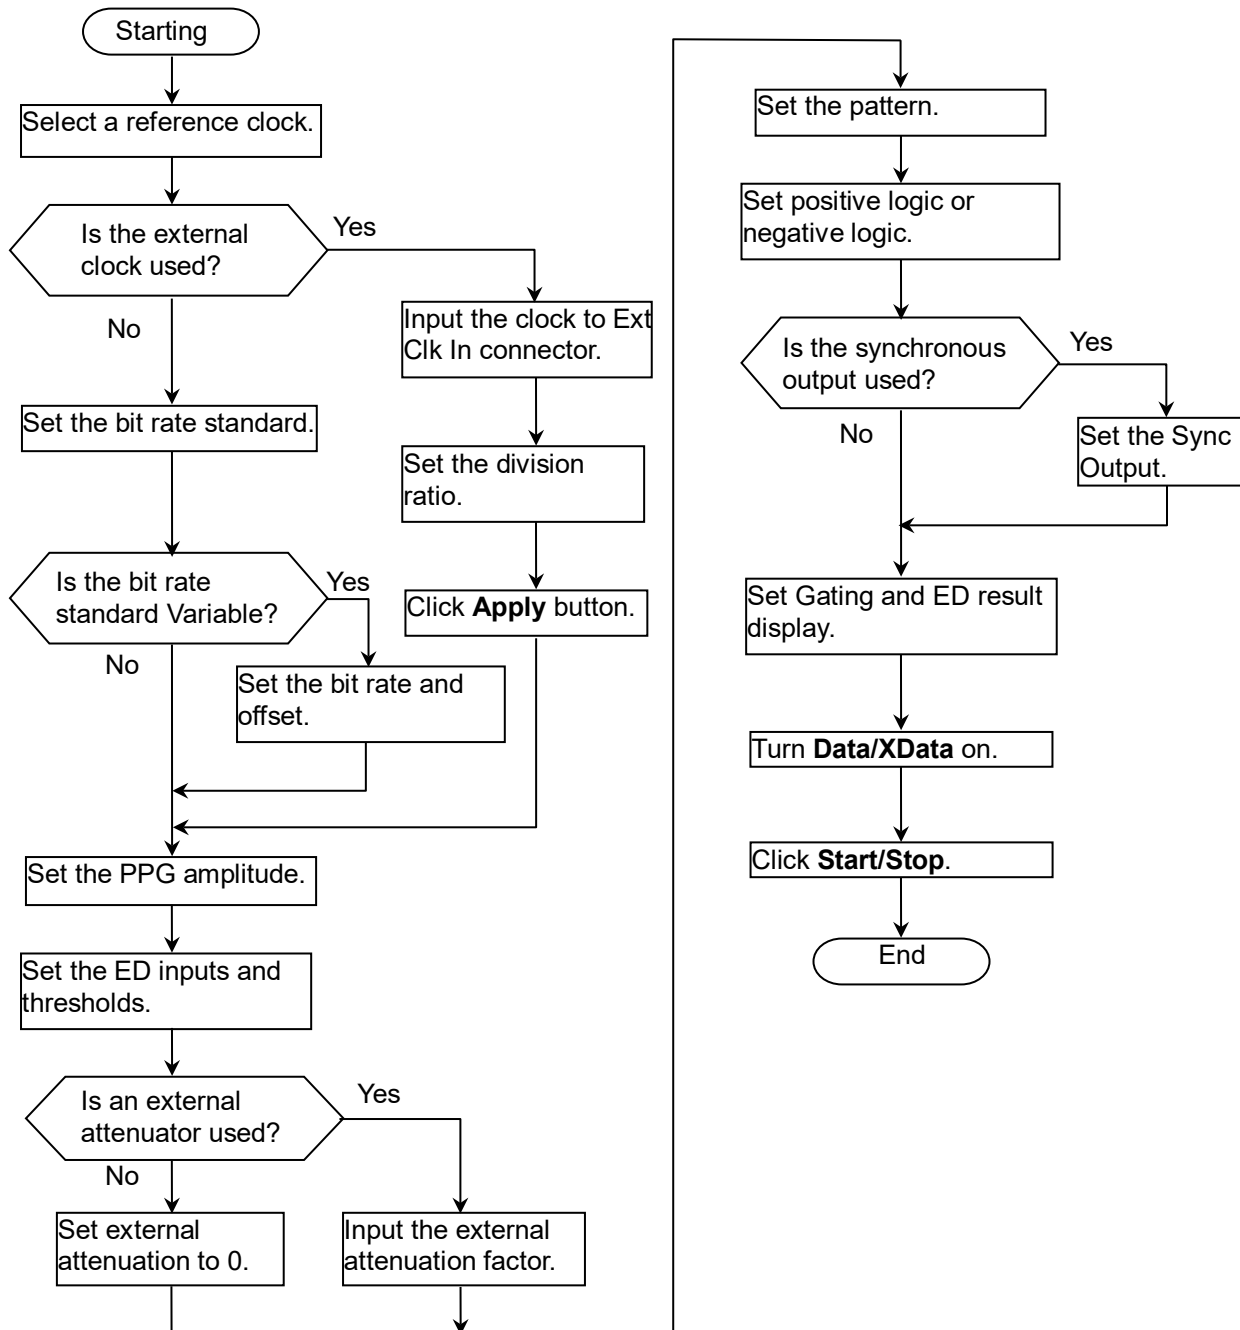 Starting
Select a reference clock.
Is the external
clock used?
Yes
No
Input the clock to Ext
Clk In connector.
Set the bit rate standard.
Set the division
ratio.
Is the bit rate
standard Variable?
Yes
No
Click Apply button.
Set the bit rate and
offset.
Set the PPG amplitude.
Set the ED inputs and
thresholds.
Is an external
attenuator used?
Yes
No
Set external
attenuation to 0.
Input the external
attenuation factor.
Set the pattern.
Set positive logic or
negative logic.
Is the synchronous
output used?
Yes
No
Set the Sync
Output.
Set Gating and ED result
display.
Turn Data/XData on.
Click Start/Stop.
End